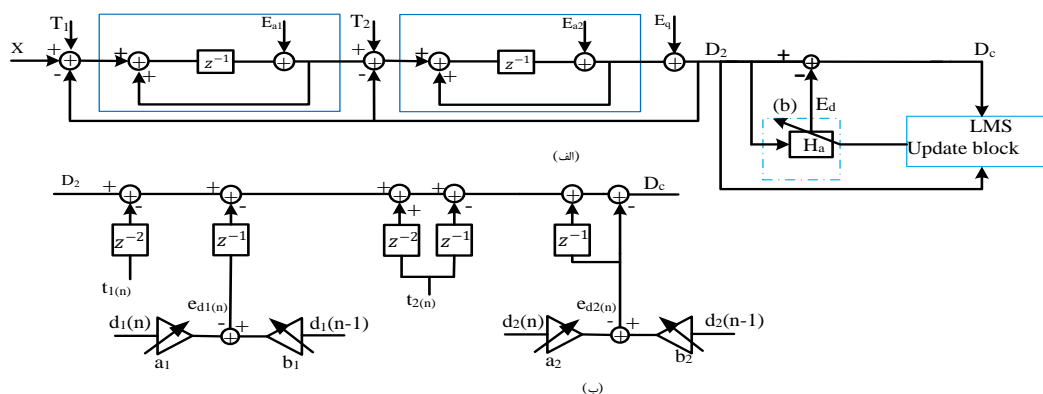 T1
Ea1
T2
Ea2
Eq
X
+
-
+
+
z⁻¹
+
-
+
+
z⁻¹
D2
+
-
Dc
(b)
Ed
Ha
LMS
Update block
(الف)
D2
+
-
+
-
+
+
+
-
+
-
Dc
z⁻²
z⁻¹
z⁻²
z⁻¹
z⁻¹
t1(n)
t2(n)
ed1(n)
ed2(n)
d1(n)
-
+
d1(n-1)
d2(n)
-
+
d2(n-1)
a1
b1
a2
b2
(ب)